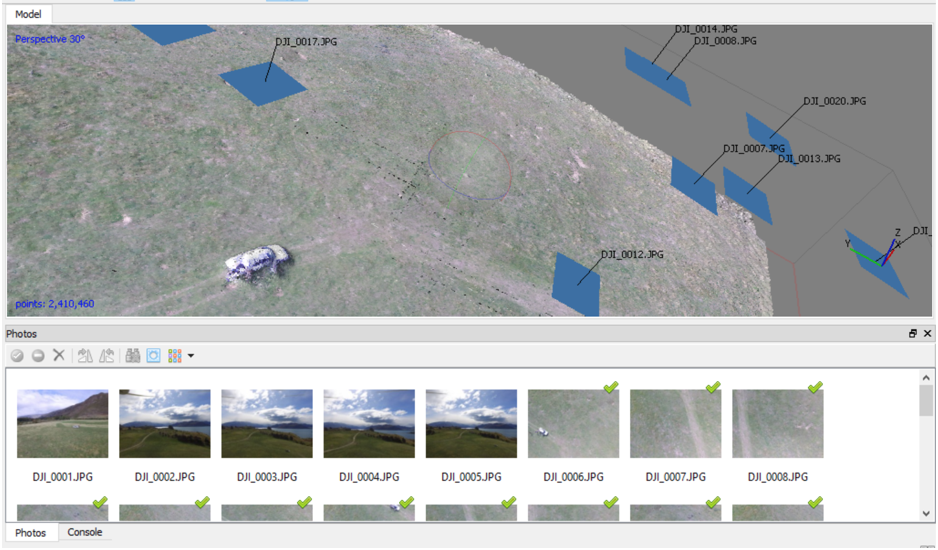 Model
Perspective 30°
DJI_0017.JPG
DJI_0014.JPG
DJI_0008.JPG
DJI_0020.JPG
DJI_0007.JPG
DJI_0013.JPG
DJI_0012.JPG
DJI_
Z
Y
X
points: 2,410,460
Photos
DJI_0001.JPG
DJI_0002.JPG
DJI_0003.JPG
DJI_0004.JPG
DJI_0005.JPG
DJI_0006.JPG
DJI_0007.JPG
DJI_0008.JPG
Photos
Console